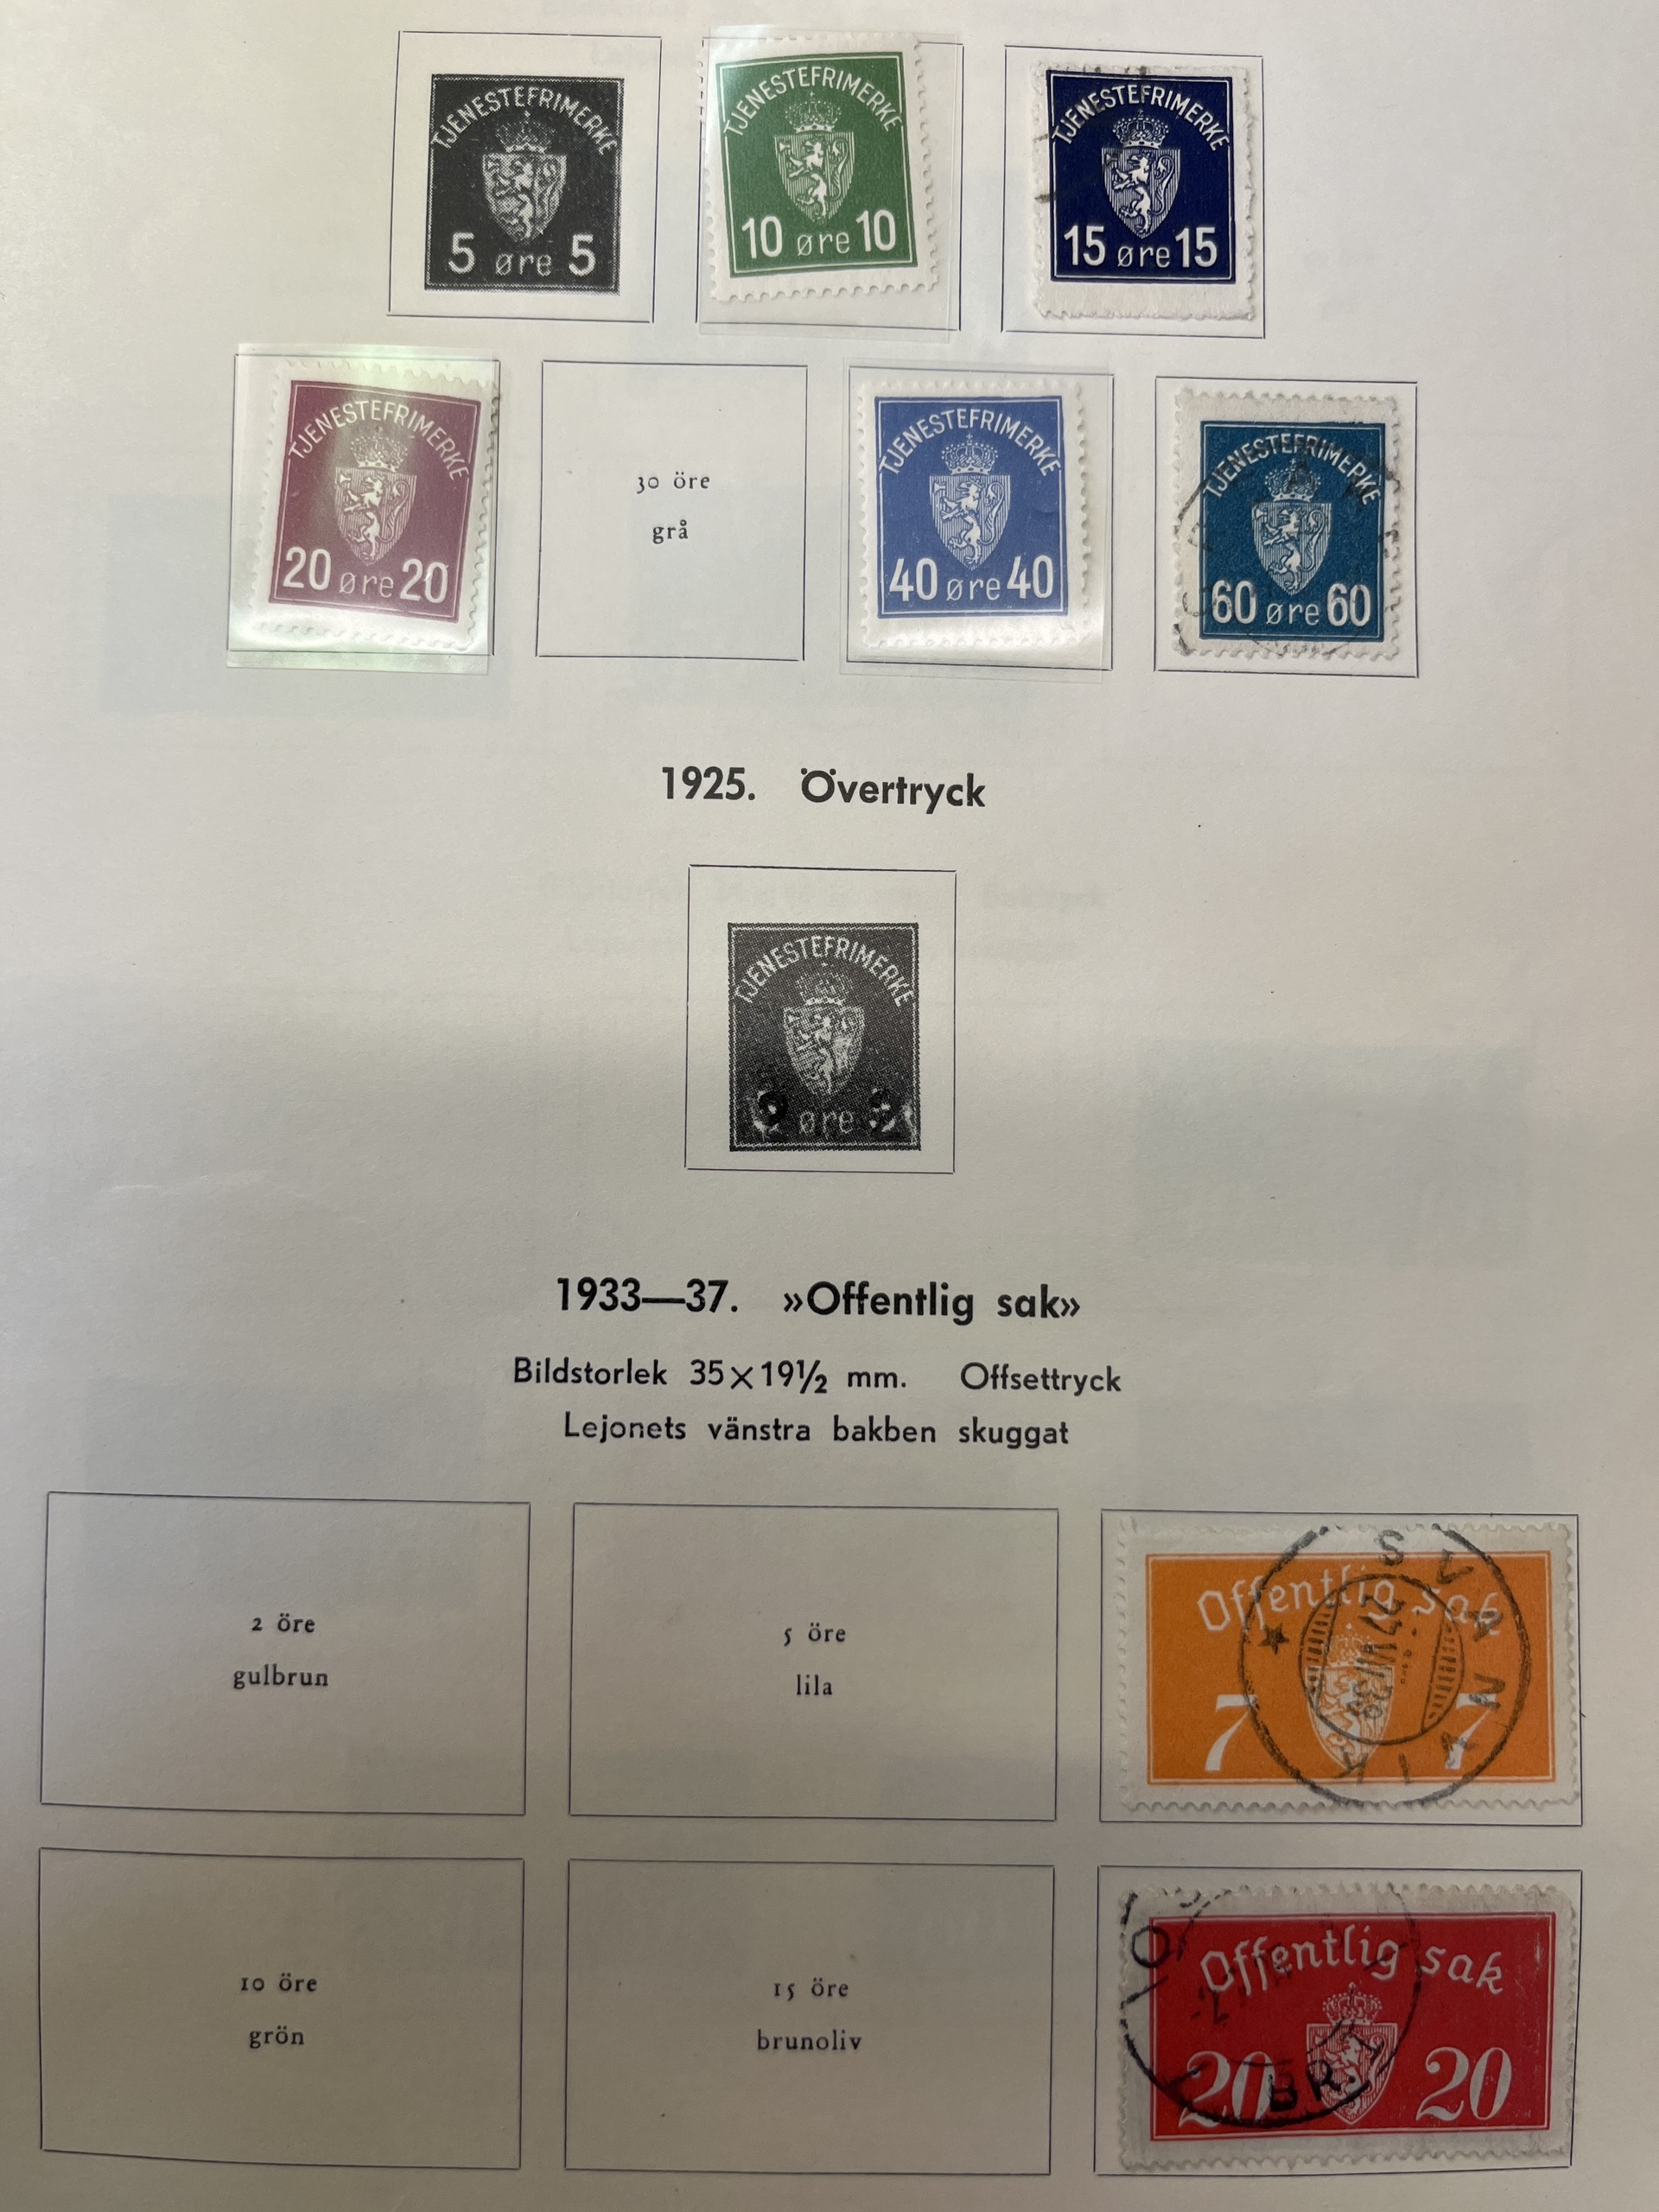 TJENESTEFRIMERKE
5 øre 5
TJENESTEFRIMERKE
10 øre 10
TJENESTEFRIMERKE
15 øre 15
TJENESTEFRIMERKE
20 øre 20
30 öre
grå
TJENESTEFRIMERKE
40 øre 40
TJENESTEFRIMERKE
60 øre 60
1925. Övertryck
TJENESTEFRIMERKE
øre
1933—37. »Offentlig sak»
Bildstorlek 35×19½ mm. Offsettryck
Lejonets vänstra bakben skuggat
2 öre
gulbrun
5 öre
lila
Offentlig sak
7 7
SVANVIK
10 öre
grön
15 öre
brunoliv
Offentlig sak
20 20